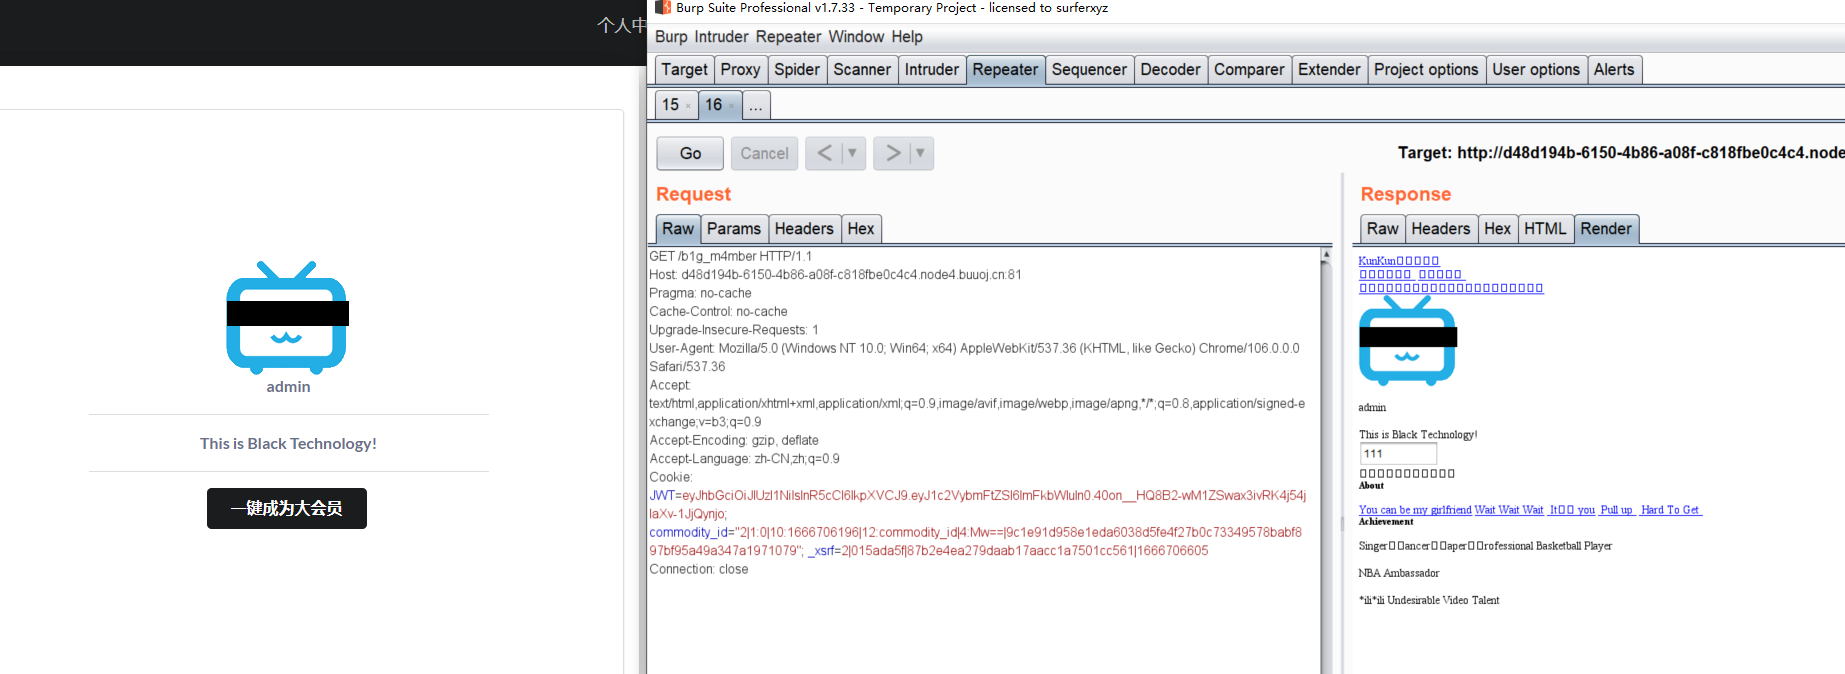 个人中
admin
This is Black Technology!
一键成为大会员
Burp Suite Professional v1.7.33 - Temporary Project - licensed to surferxyz
Burp Intruder Repeater Window Help
Target Proxy Spider Scanner Intruder Repeater Sequencer Decoder Comparer Extender Project options User options Alerts
15 × 16 × ...
Go Cancel < ▼ > ▼
Target: http://d48d194b-6150-4b86-a08f-c818fbe0c4c4.node
Request
Raw Params Headers Hex
GET /b1g_m4mber HTTP/1.1
Host: d48d194b-6150-4b86-a08f-c818fbe0c4c4.node4.buuoj.cn:81
Pragma: no-cache
Cache-Control: no-cache
Upgrade-Insecure-Requests: 1
User-Agent: Mozilla/5.0 (Windows NT 10.0; Win64; x64) AppleWebKit/537.36 (KHTML, like Gecko) Chrome/106.0.0.0
Safari/537.36
Accept:
text/html,application/xhtml+xml,application/xml;q=0.9,image/avif,image/webp,image/apng,*/*;q=0.8,application/signed-e
xchange;v=b3;q=0.9
Accept-Encoding: gzip, deflate
Accept-Language: zh-CN,zh;q=0.9
Cookie:
JWT=eyJhbGciOiJIUzI1NiIsInR5cCI6IkpXVCJ9.eyJ1c2VybmFtZSI6ImFkbWluIn0.40on__HQ8B2-wM1ZSwax3ivRK4j54j
laXv-1JjQynjo;
commodity_id="2|1:0|10:1666706196|12:commodity_id|4:Mw==|9c1e91d958e1eda6038d5fe4f27b0c73349578babf8
97bf95a49a347a1971079"; _xsrf=2|015ada5f|87b2e4ea279daab17aacc1a7501cc561|1666706605
Connection: close
Response
Raw Headers Hex HTML Render
KunKun
admin
This is Black Technology!
111
About
You can be my girlfriend Wait Wait Wait It you Pull up Hard To Get
Achievement
Singer ancer aper rofessional Basketball Player
NBA Ambassador
*ili*ili Undesirable Video Talent